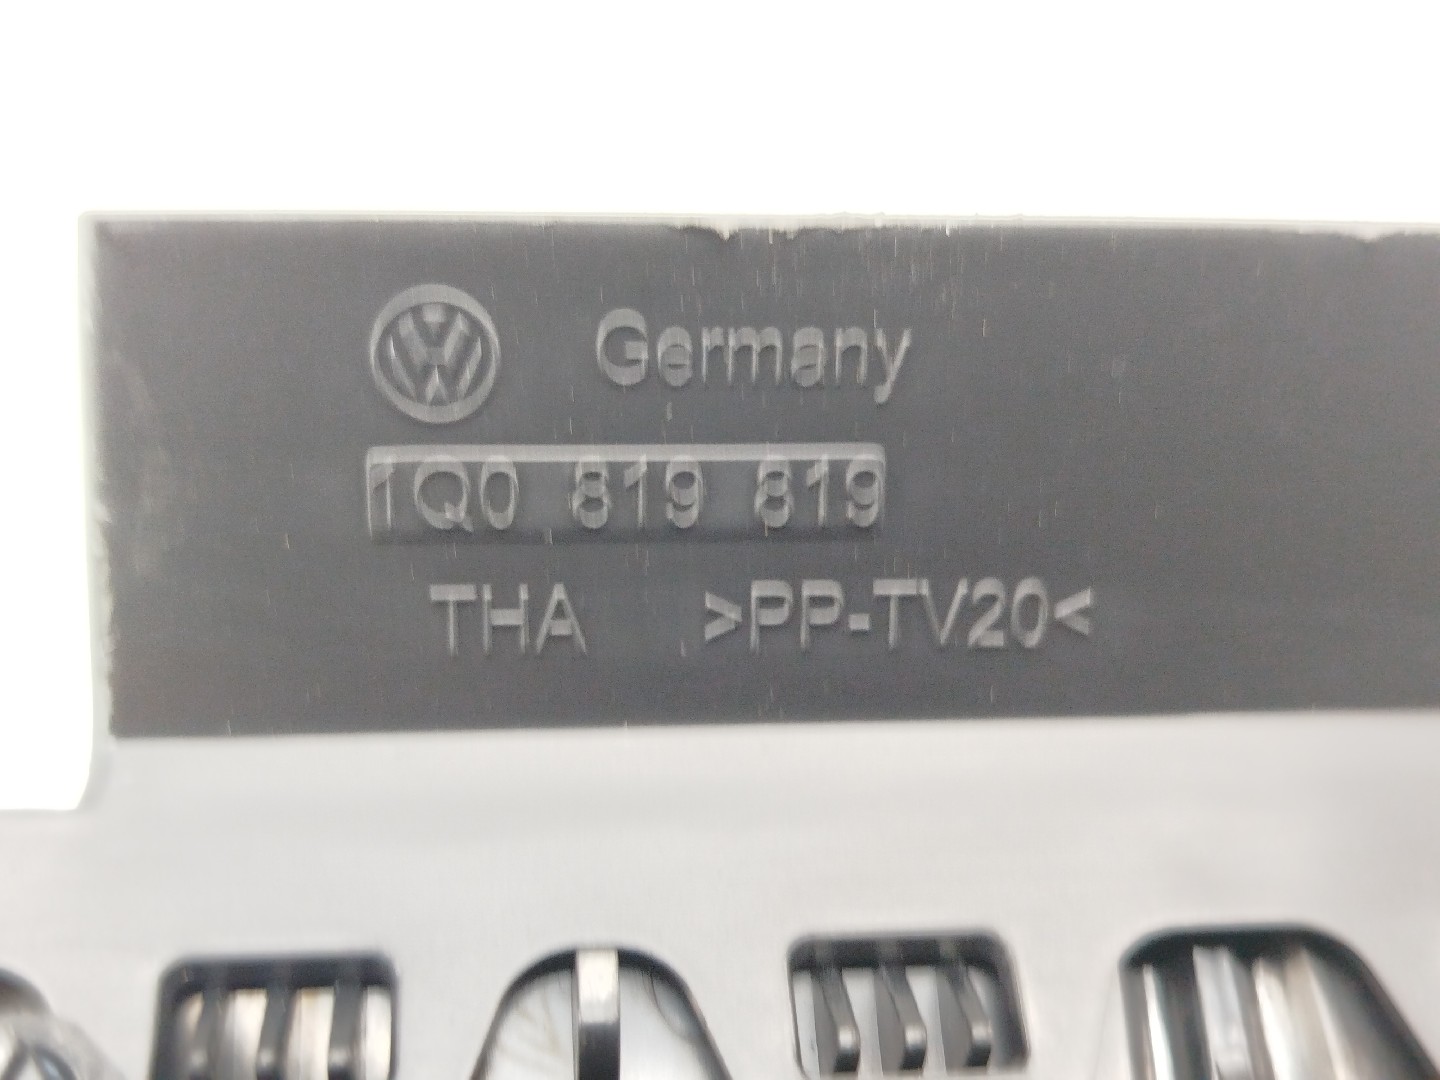 Germany
1Q0 819 819
THA >PP-TV20<